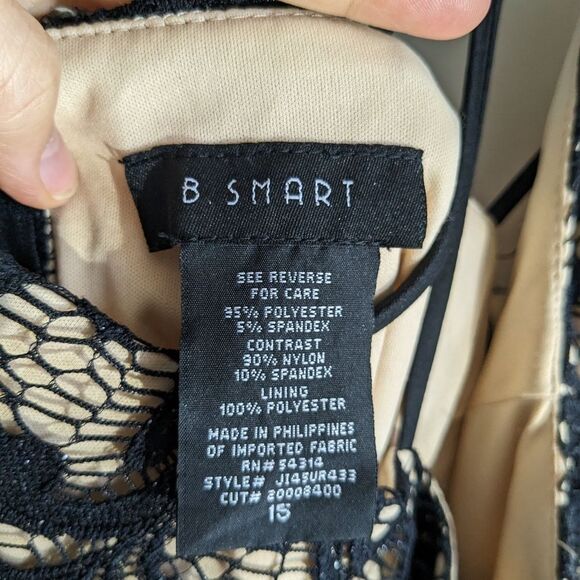 B. SMART
SEE REVERSE
FOR CARE
95% POLYESTER
5% SPANDEX
CONTRAST
90% NYLON
10% SPANDEX
LINING
100% POLYESTER
MADE IN PHILIPPINES
OF IMPORTED FABRIC
RN# 54314
STYLE# JI45UR433
CUT# 20008400
15